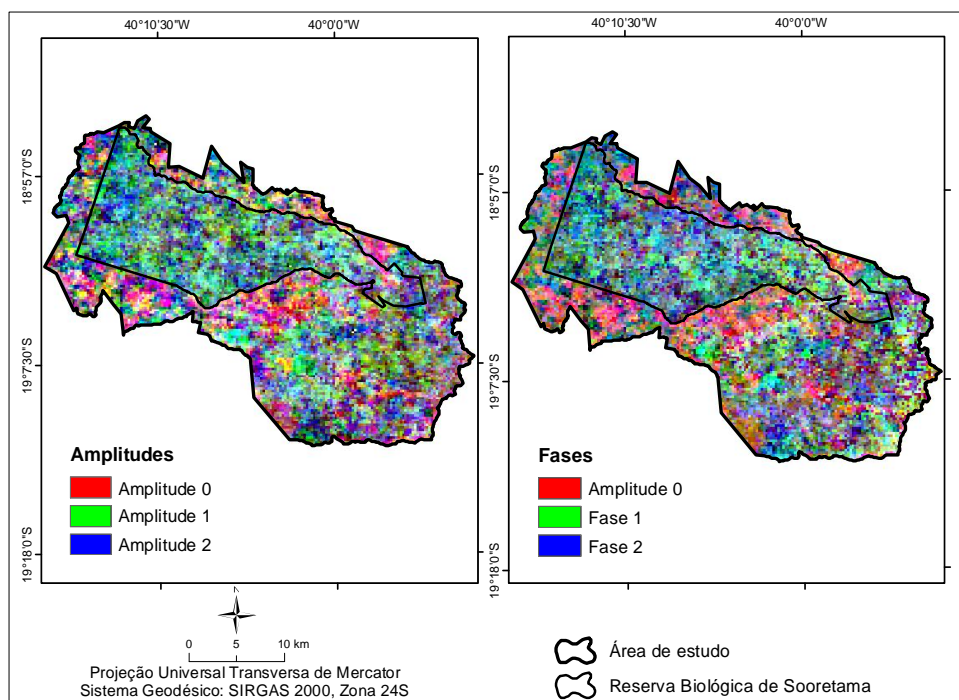 40°10'30"W 40°0'0"W
40°10'30"W 40°0'0"W
18°57'0"S
19°7'30"S
19°18'0"S
Amplitudes
Amplitude 0
Amplitude 1
Amplitude 2
18°57'0"S
19°7'30"S
19°18'0"S
Fases
Amplitude 0
Fase 1
Fase 2
N
0 5 10 km
Projeção Universal Transversa de Mercator
Sistema Geodésico: SIRGAS 2000, Zona 24S
Área de estudo
Reserva Biológica de Sooretama